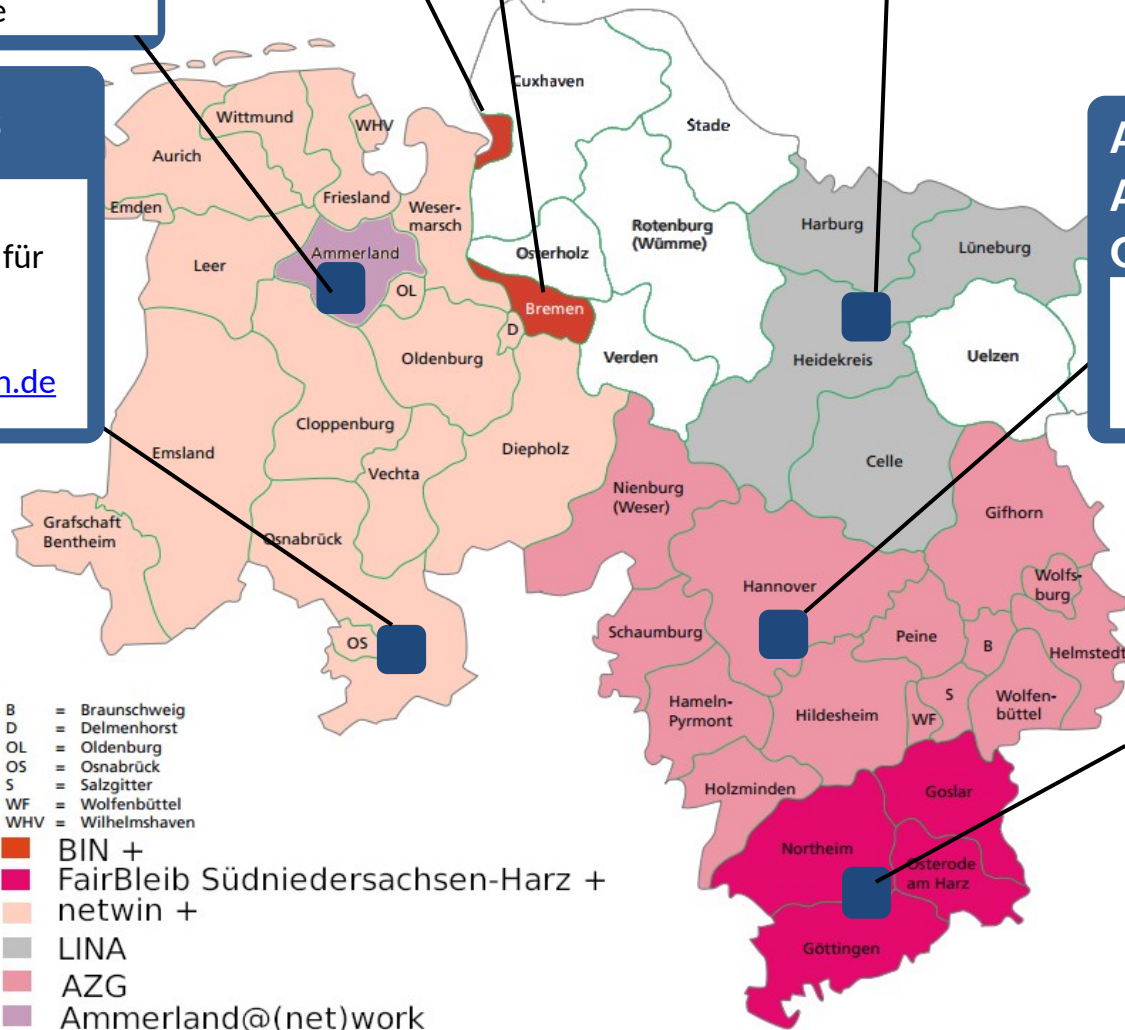 e
für
n.de
A
A
Cuxhaven
Stade
Wittmund
WHV
Aurich
Friesland
Emden
Weser-
marsch
Rotenburg
(Wümme)
Harburg
Lüneburg
Ammerland
Osterholz
Leer
OL
Bremen
D
Oldenburg
Verden
Heidekreis
Uelzen
Cloppenburg
Diepholz
Emsland
Vechta
Celle
Nienburg
(Weser)
Grafschaft
Bentheim
Osnabrück
Gifhorn
Hannover
Wolfs-
burg
Schaumburg
OS
Peine
B
Helmstedt
Hameln-
Pyrmont
Hildesheim
S
WF
Wolfen-
büttel
Holzminden
Goslar
Northeim
Osterode
am Harz
Göttingen
B = Braunschweig
D = Delmenhorst
OL = Oldenburg
OS = Osnabrück
S = Salzgitter
WF = Wolfenbüttel
WHV = Wilhelmshaven
BIN +
FairBleib Südniedersachsen-Harz +
netwin +
LINA
AZG
Ammerland@(net)work